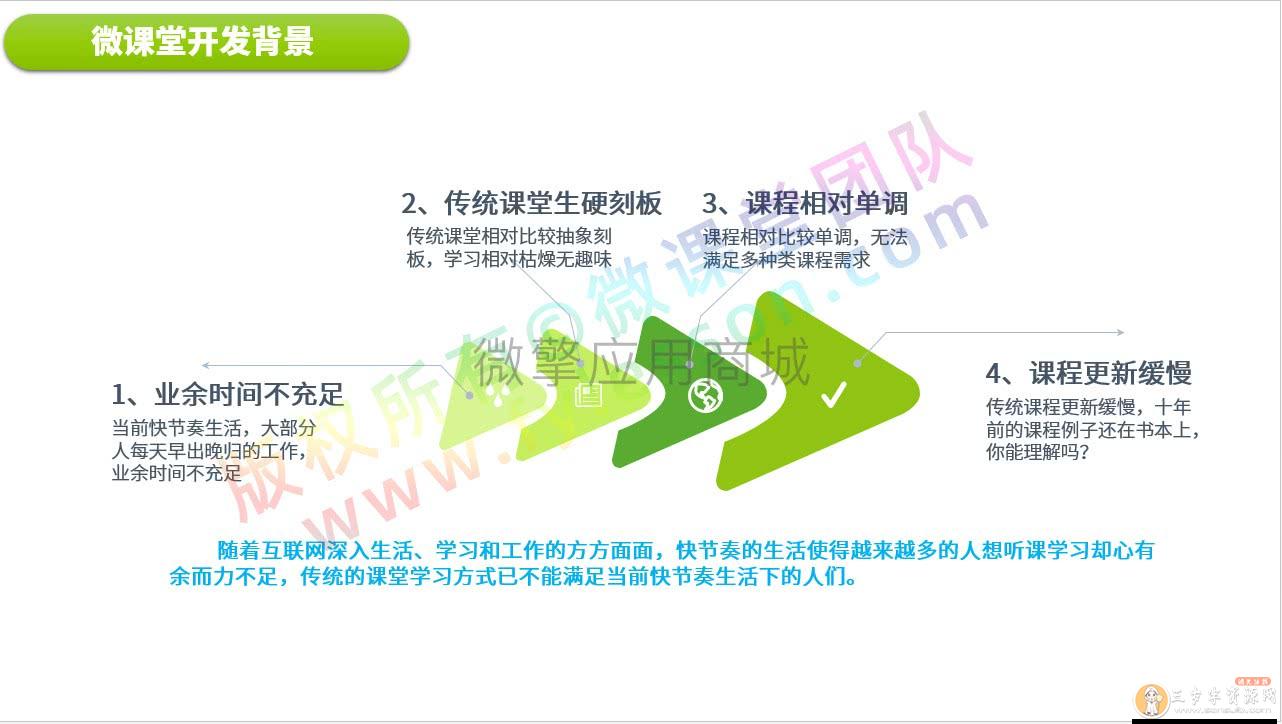 微课堂开发背景
2、传统课堂生硬刻板
传统课堂相对比较抽象刻
板，学习相对枯燥无趣味
3、课程相对单调
课程相对比较单调，无法
满足多种类课程需求
1、业余时间不充足
当前快节奏生活，大部分
人每天早出晚归的工作，
业余时间不充足
4、课程更新缓慢
传统课程更新缓慢，十年
前的课程例子还在书本上，
你能理解吗？
版权所有©微课堂团队
微擎应用商城
随着互联网深入生活、学习和工作的方方面面，快节奏的生活使得越来越多的人想听课学习却心有
余而力不足，传统的课堂学习方式已不能满足当前快节奏生活下的人们。